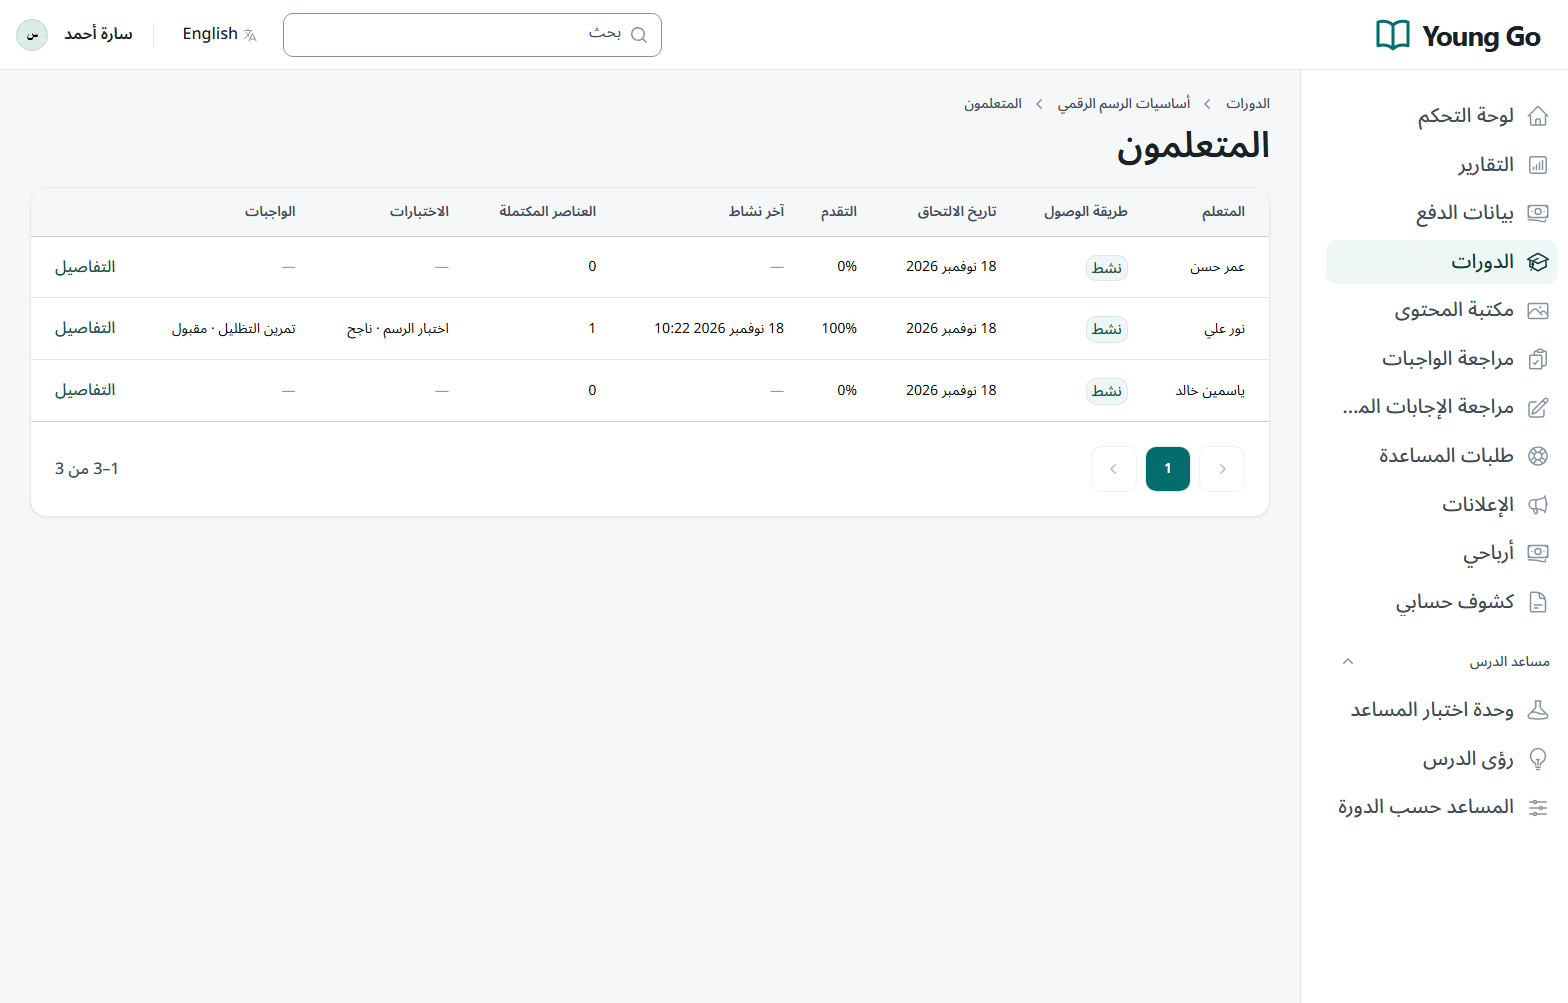 Young Go
بحث
English
سارة أحمد
س
لوحة التحكم
التقارير
بيانات الدفع
الدورات
مكتبة المحتوى
مراجعة الواجبات
مراجعة الإجابات الم...
طلبات المساعدة
الإعلانات
أرباحي
كشوف حسابي
مساعد الدرس
وحدة اختبار المساعد
رؤى الدرس
المساعد حسب الدورة
الدورات أساسيات الرسم الرقمي المتعلمون
المتعلمون
المتعلم طريقة الوصول تاريخ الالتحاق التقدم آخر نشاط العناصر المكتملة الاختبارات الواجبات
عمر حسن نشط 18 نوفمبر 2026 0% — 0 — — التفاصيل
نور علي نشط 18 نوفمبر 2026 100% 18 نوفمبر 2026 10:22 1 اختبار الرسم · ناجح تمرين التظليل · مقبول التفاصيل
ياسمين خالد نشط 18 نوفمبر 2026 0% — 0 — — التفاصيل
1
1–3 من 3